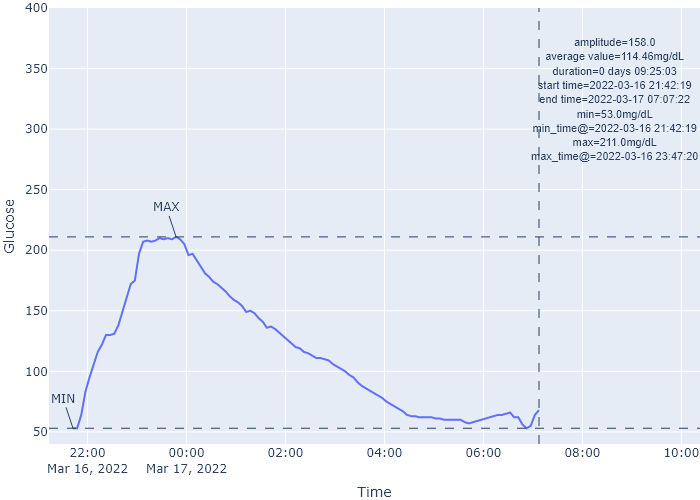 400
350
300
250
200
150
100
50
Glucose
amplitude=158.0
average value=114.46mg/dL
duration=0 days 09:25:03
start time=2022-03-16 21:42:19
end time=2022-03-17 07:07:22
min=53.0mg/dL
min_time@=2022-03-16 21:42:19
max=211.0mg/dL
max_time@=2022-03-16 23:47:20
MAX
MIN
22:00 00:00 02:00 04:00 06:00 08:00 10:00
Mar 16, 2022 Mar 17, 2022
Time